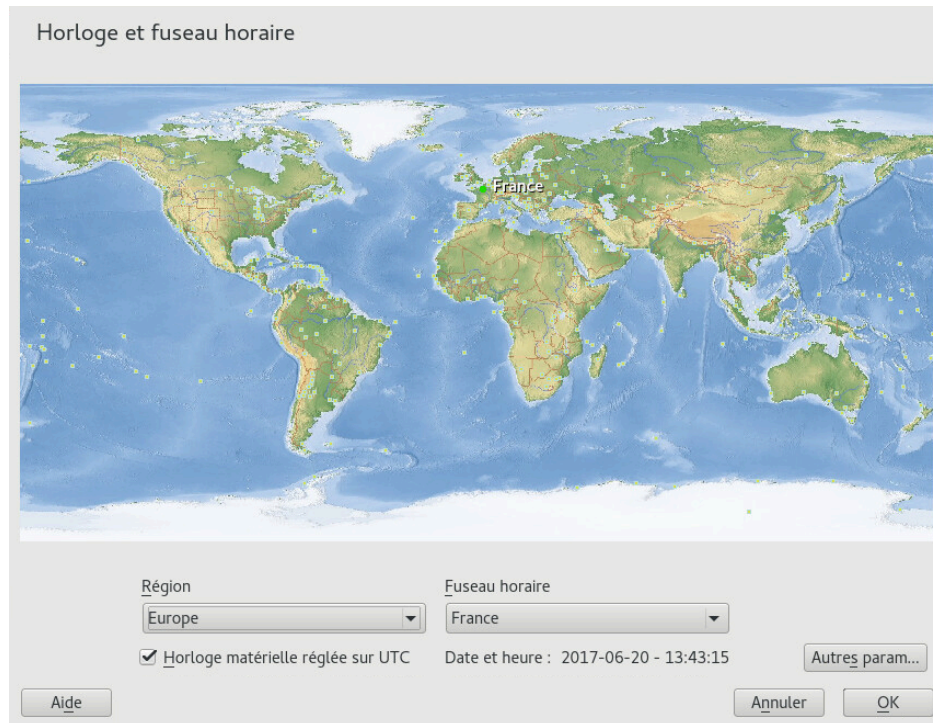 Horloge et fuseau horaire
France
Région
Fuseau horaire
Europe
France
Horloge matérielle réglée sur UTC
Date et heure : 2017-06-20 - 13:43:15
Autres param...
Aide
Annuler
OK